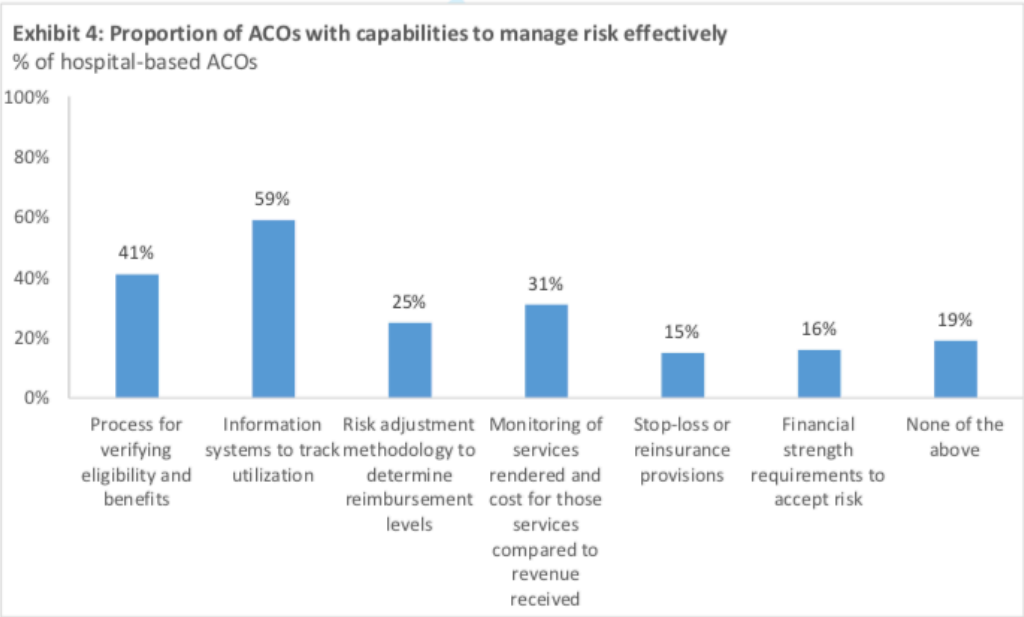 Exhibit 4: Proportion of ACOs with capabilities to manage risk effectively
% of hospital-based ACOs
100%
80%
60%
40%
20%
0%
41%
59%
25%
31%
15%
16%
19%
Process for
verifying
eligibility and
benefits
Information
systems to track
utilization
Risk adjustment
methodology to
determine
reimbursement
levels
Monitoring of
services
rendered and
cost for those
services
compared to
revenue
received
Stop-loss or
reinsurance
provisions
Financial
strength
requirements to
accept risk
None of the
above